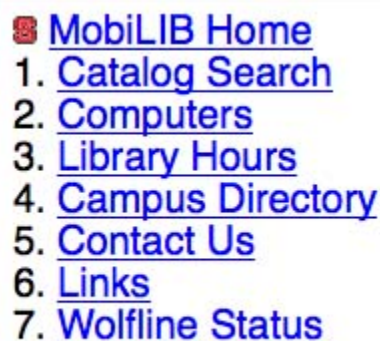 MobiLIB Home
1. Catalog Search
2. Computers
3. Library Hours
4. Campus Directory
5. Contact Us
6. Links
7. Wolfline Status